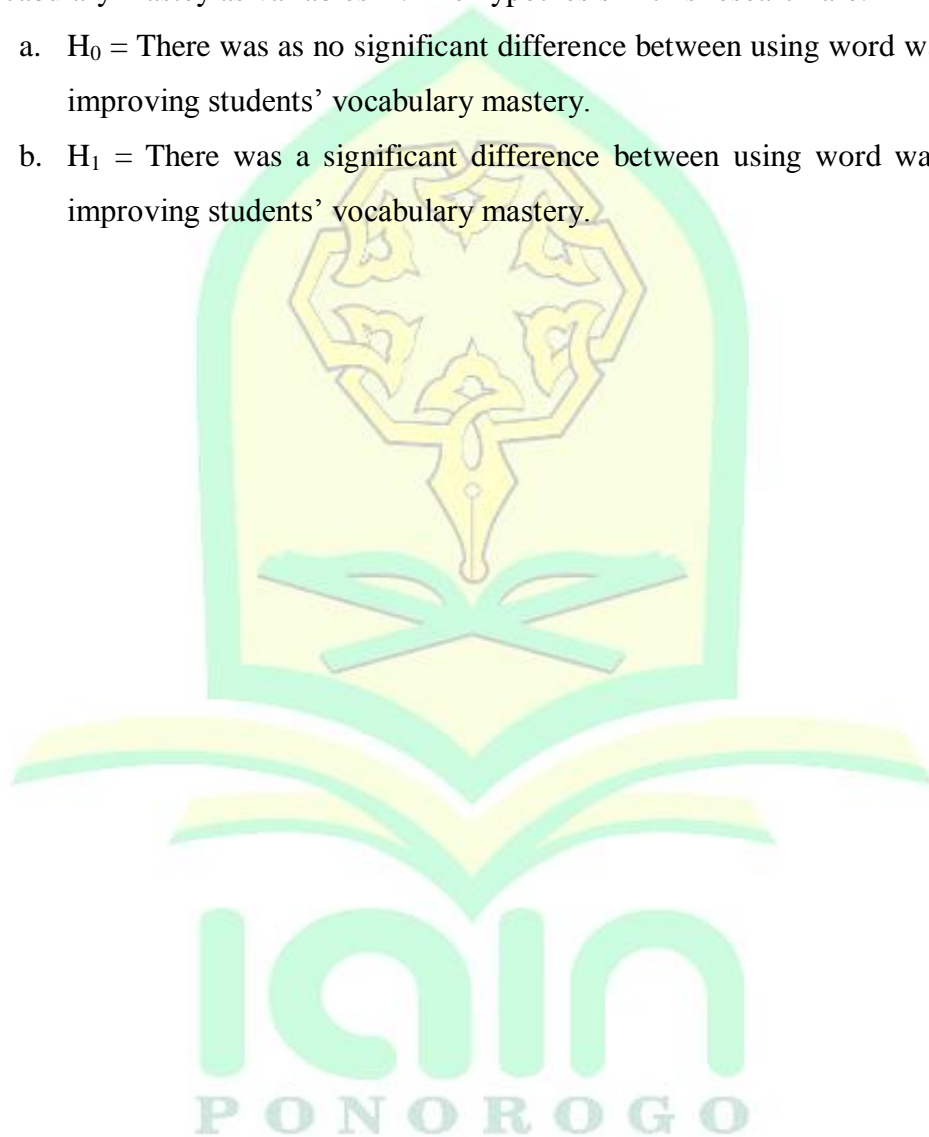 a. H₀ = There was as no significant difference between using word
improving students' vocabulary mastery.
b. H₁ = There was a significant difference between using word
improving students' vocabulary mastery.
iain
PONOROGO